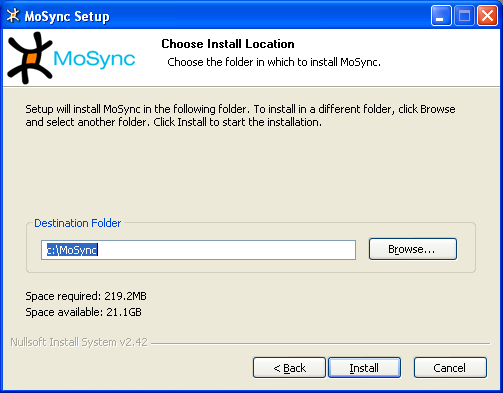 MoSync Setup
MoSync
Choose Install Location
Choose the folder in which to install MoSync.
Setup will install MoSync in the following folder. To install in a different folder, click Browse
and select another folder. Click Install to start the installation.
Destination Folder
c:\MoSync
Browse...
Space required: 219.2MB
Space available: 21.1GB
Nullsoft Install System v2.42
< Back
Install
Cancel